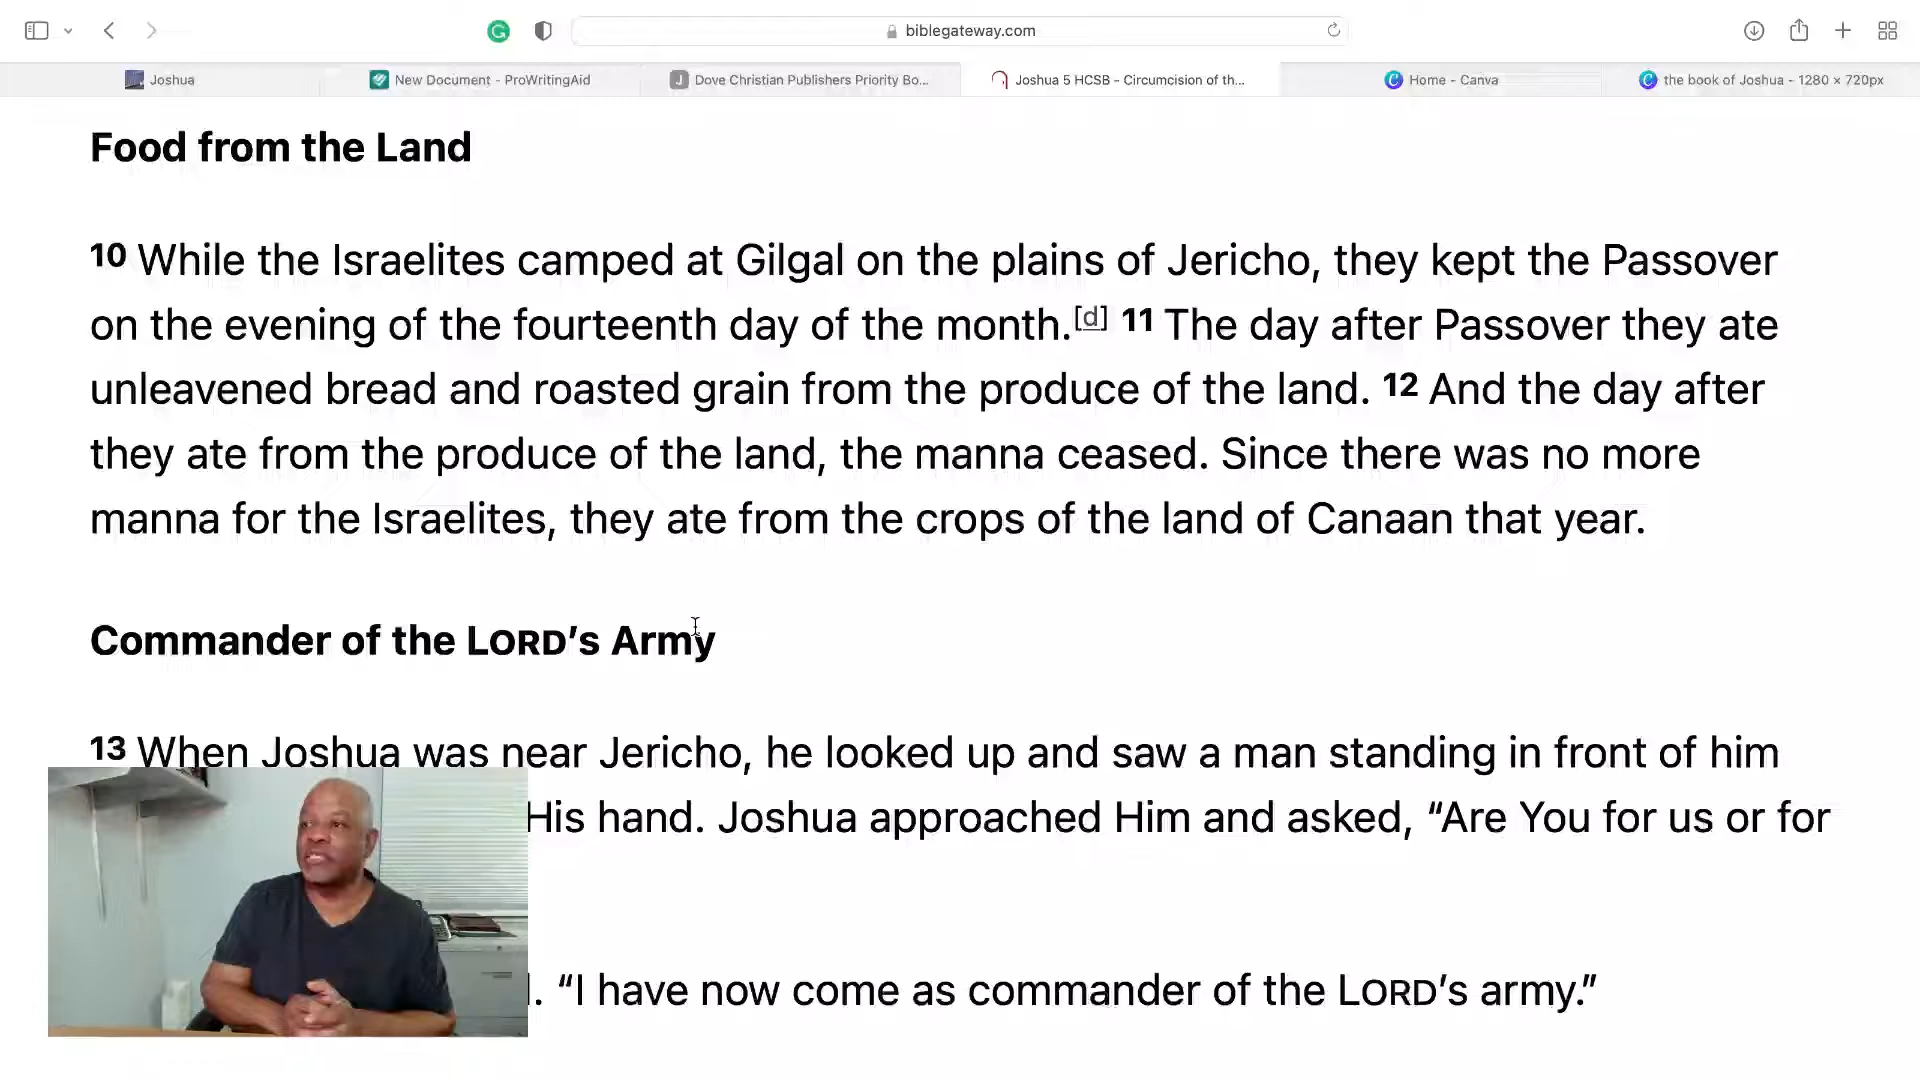 biblegateway.com
Joshua
New Document - ProWritingAid
J Dove Christian Publishers Priority Bo...
Joshua 5 HCSB - Circumcision of th...
Home - Canva
the book of Joshua - 1280 × 720px
Food from the Land
10 While the Israelites camped at Gilgal on the plains of Jericho, they kept the Passover
on the evening of the fourteenth day of the month.[d] 11 The day after Passover they ate
unleavened bread and roasted grain from the produce of the land. 12 And the day after
they ate from the produce of the land, the manna ceased. Since there was no more
manna for the Israelites, they ate from the crops of the land of Canaan that year.
Commander of the LORD’s Army
13 When Joshua was near Jericho, he looked up and saw a man standing in front of him
His hand. Joshua approached Him and asked, “Are You for us or for
“I have now come as commander of the LORD’s army.”